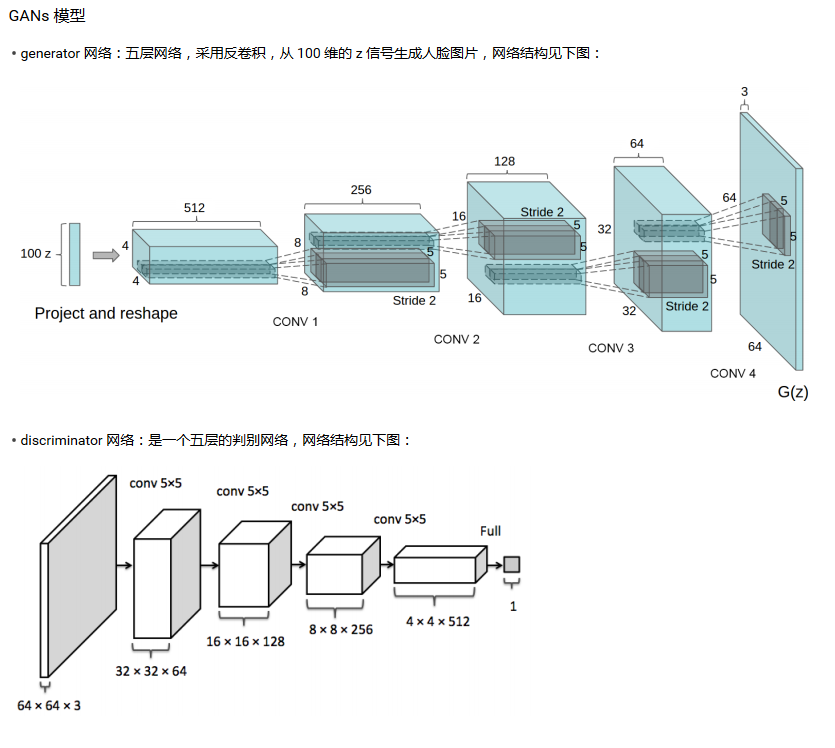 GANs 模型
• generator 网络：五层网络，采用反卷积，从 100 维的 z 信号生成人脸图片，网络结构见下图：
3
64
128
256
512
64
5
16
Stride 2
5
32
5
8
5
5
100 z
4
Stride 2
5
5
4
5
8
16
Stride 2
Stride 2
32
Project and reshape
CONV 1
CONV 2
CONV 3
64
CONV 4
G(z)
• discriminator 网络：是一个五层的判别网络，网络结构见下图：
conv 5×5
conv 5×5
conv 5×5
conv 5×5
Full
1
4 × 4 × 512
8 × 8 × 256
16 × 16 × 128
32 × 32 × 64
64 × 64 × 3